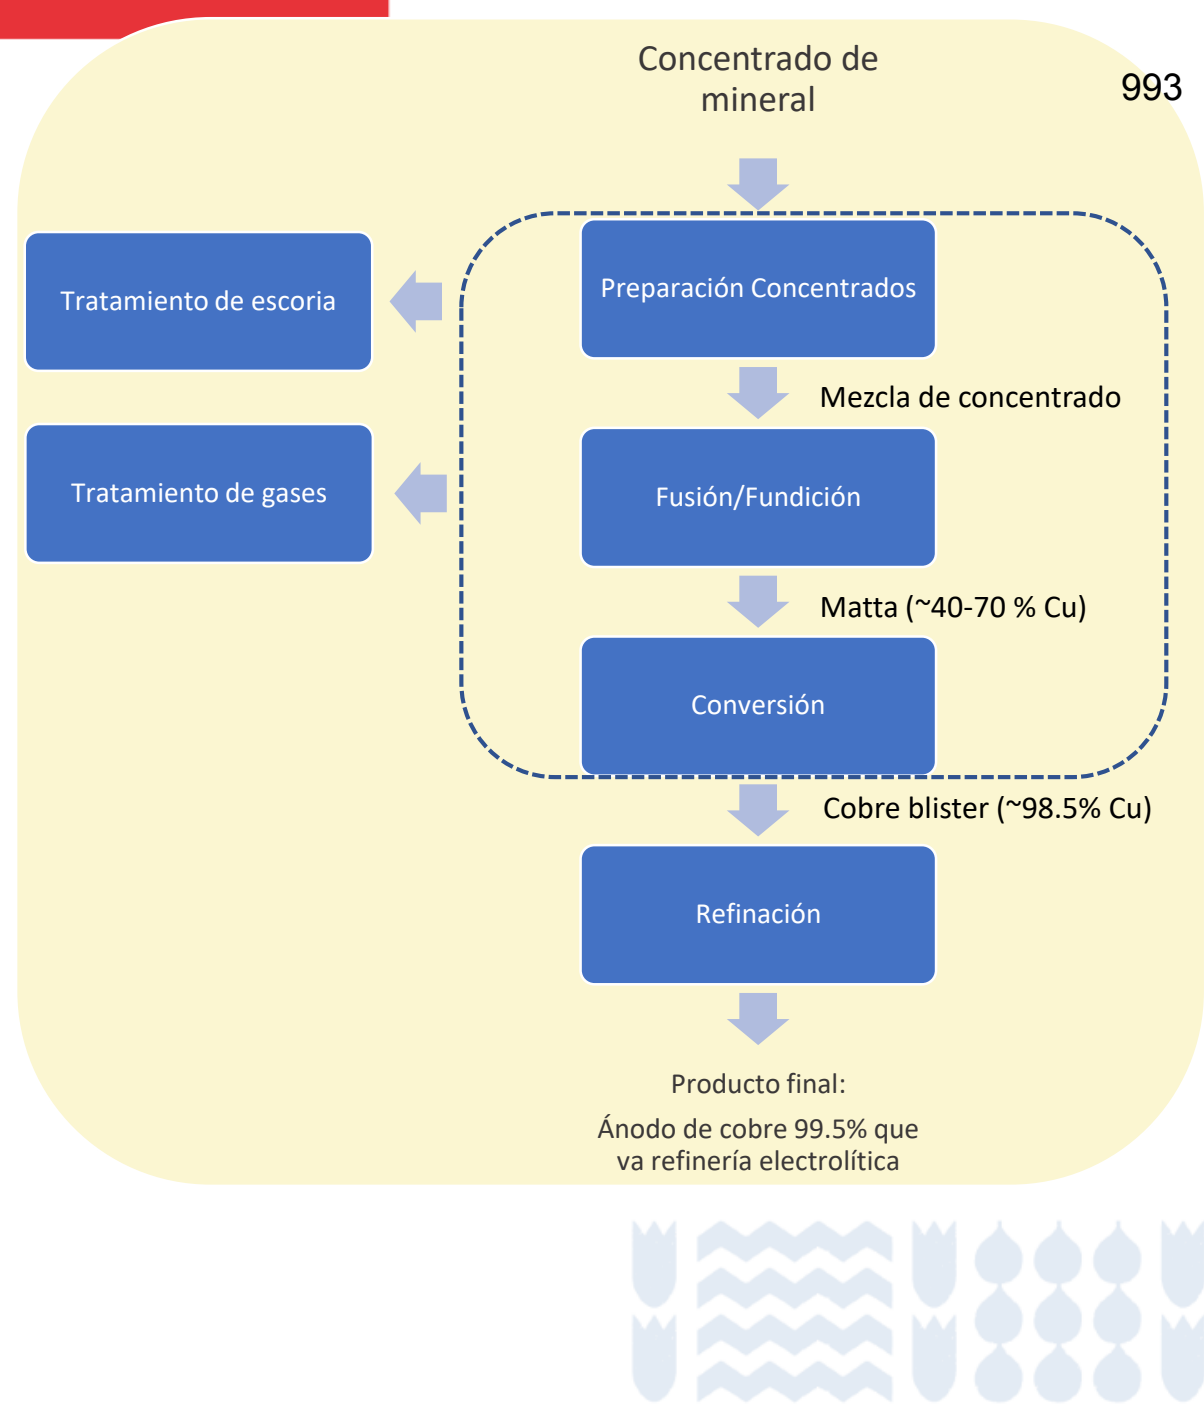 Concentrado de
mineral
993
Preparación Concentrados
Tratamiento de escoria
Mezcla de concentrado
Tratamiento de gases
Fusión/Fundición
Matta (~40-70 % Cu)
Conversión
Cobre blister (~98.5% Cu)
Refinación
Producto final:
Ánodo de cobre 99.5% que
va refinería electrolítica